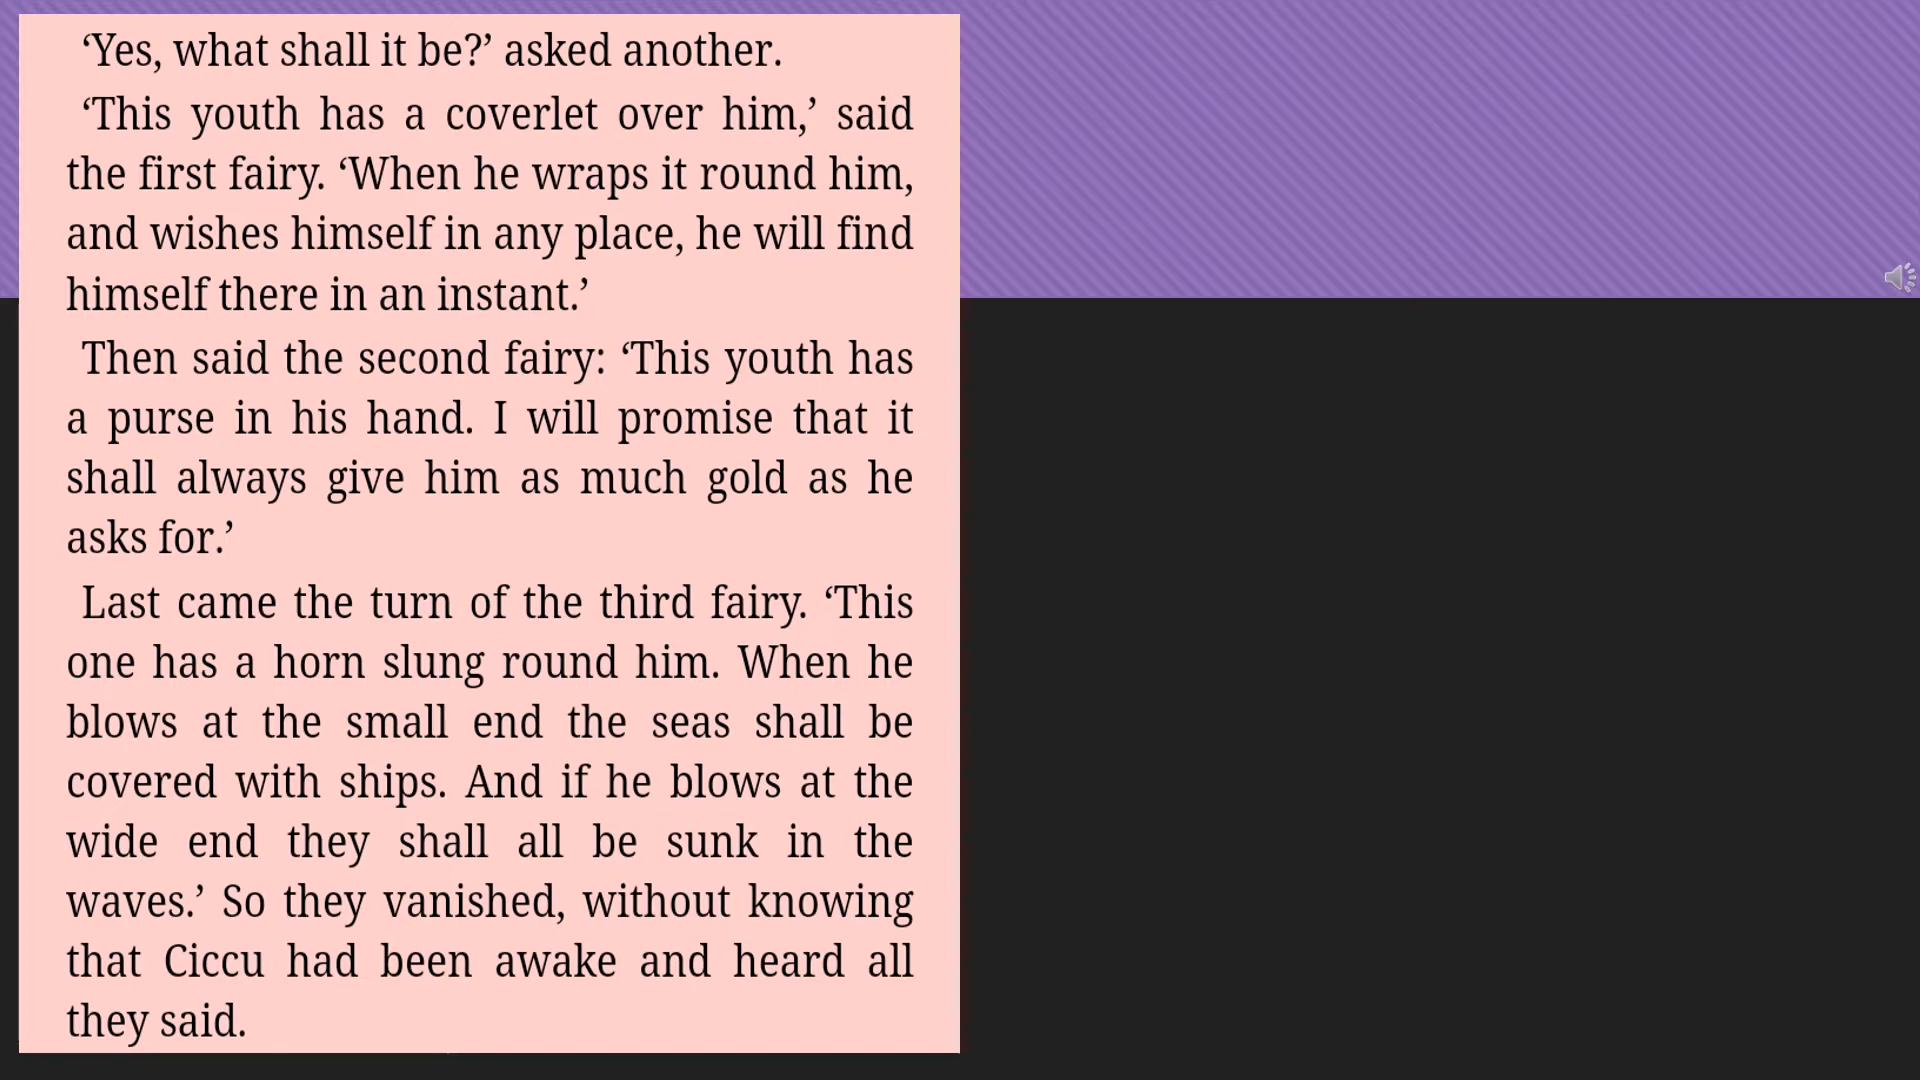 ‘Yes, what shall it be?’ asked another.
‘This youth has a coverlet over him,’ said
the first fairy. ‘When he wraps it round him,
and wishes himself in any place, he will find
himself there in an instant.’
Then said the second fairy: ‘This youth has
a purse in his hand. I will promise that it
shall always give him as much gold as he
asks for.’
Last came the turn of the third fairy. ‘This
one has a horn slung round him. When he
blows at the small end the seas shall be
covered with ships. And if he blows at the
wide end they shall all be sunk in the
waves.’ So they vanished, without knowing
that Ciccu had been awake and heard all
they said.